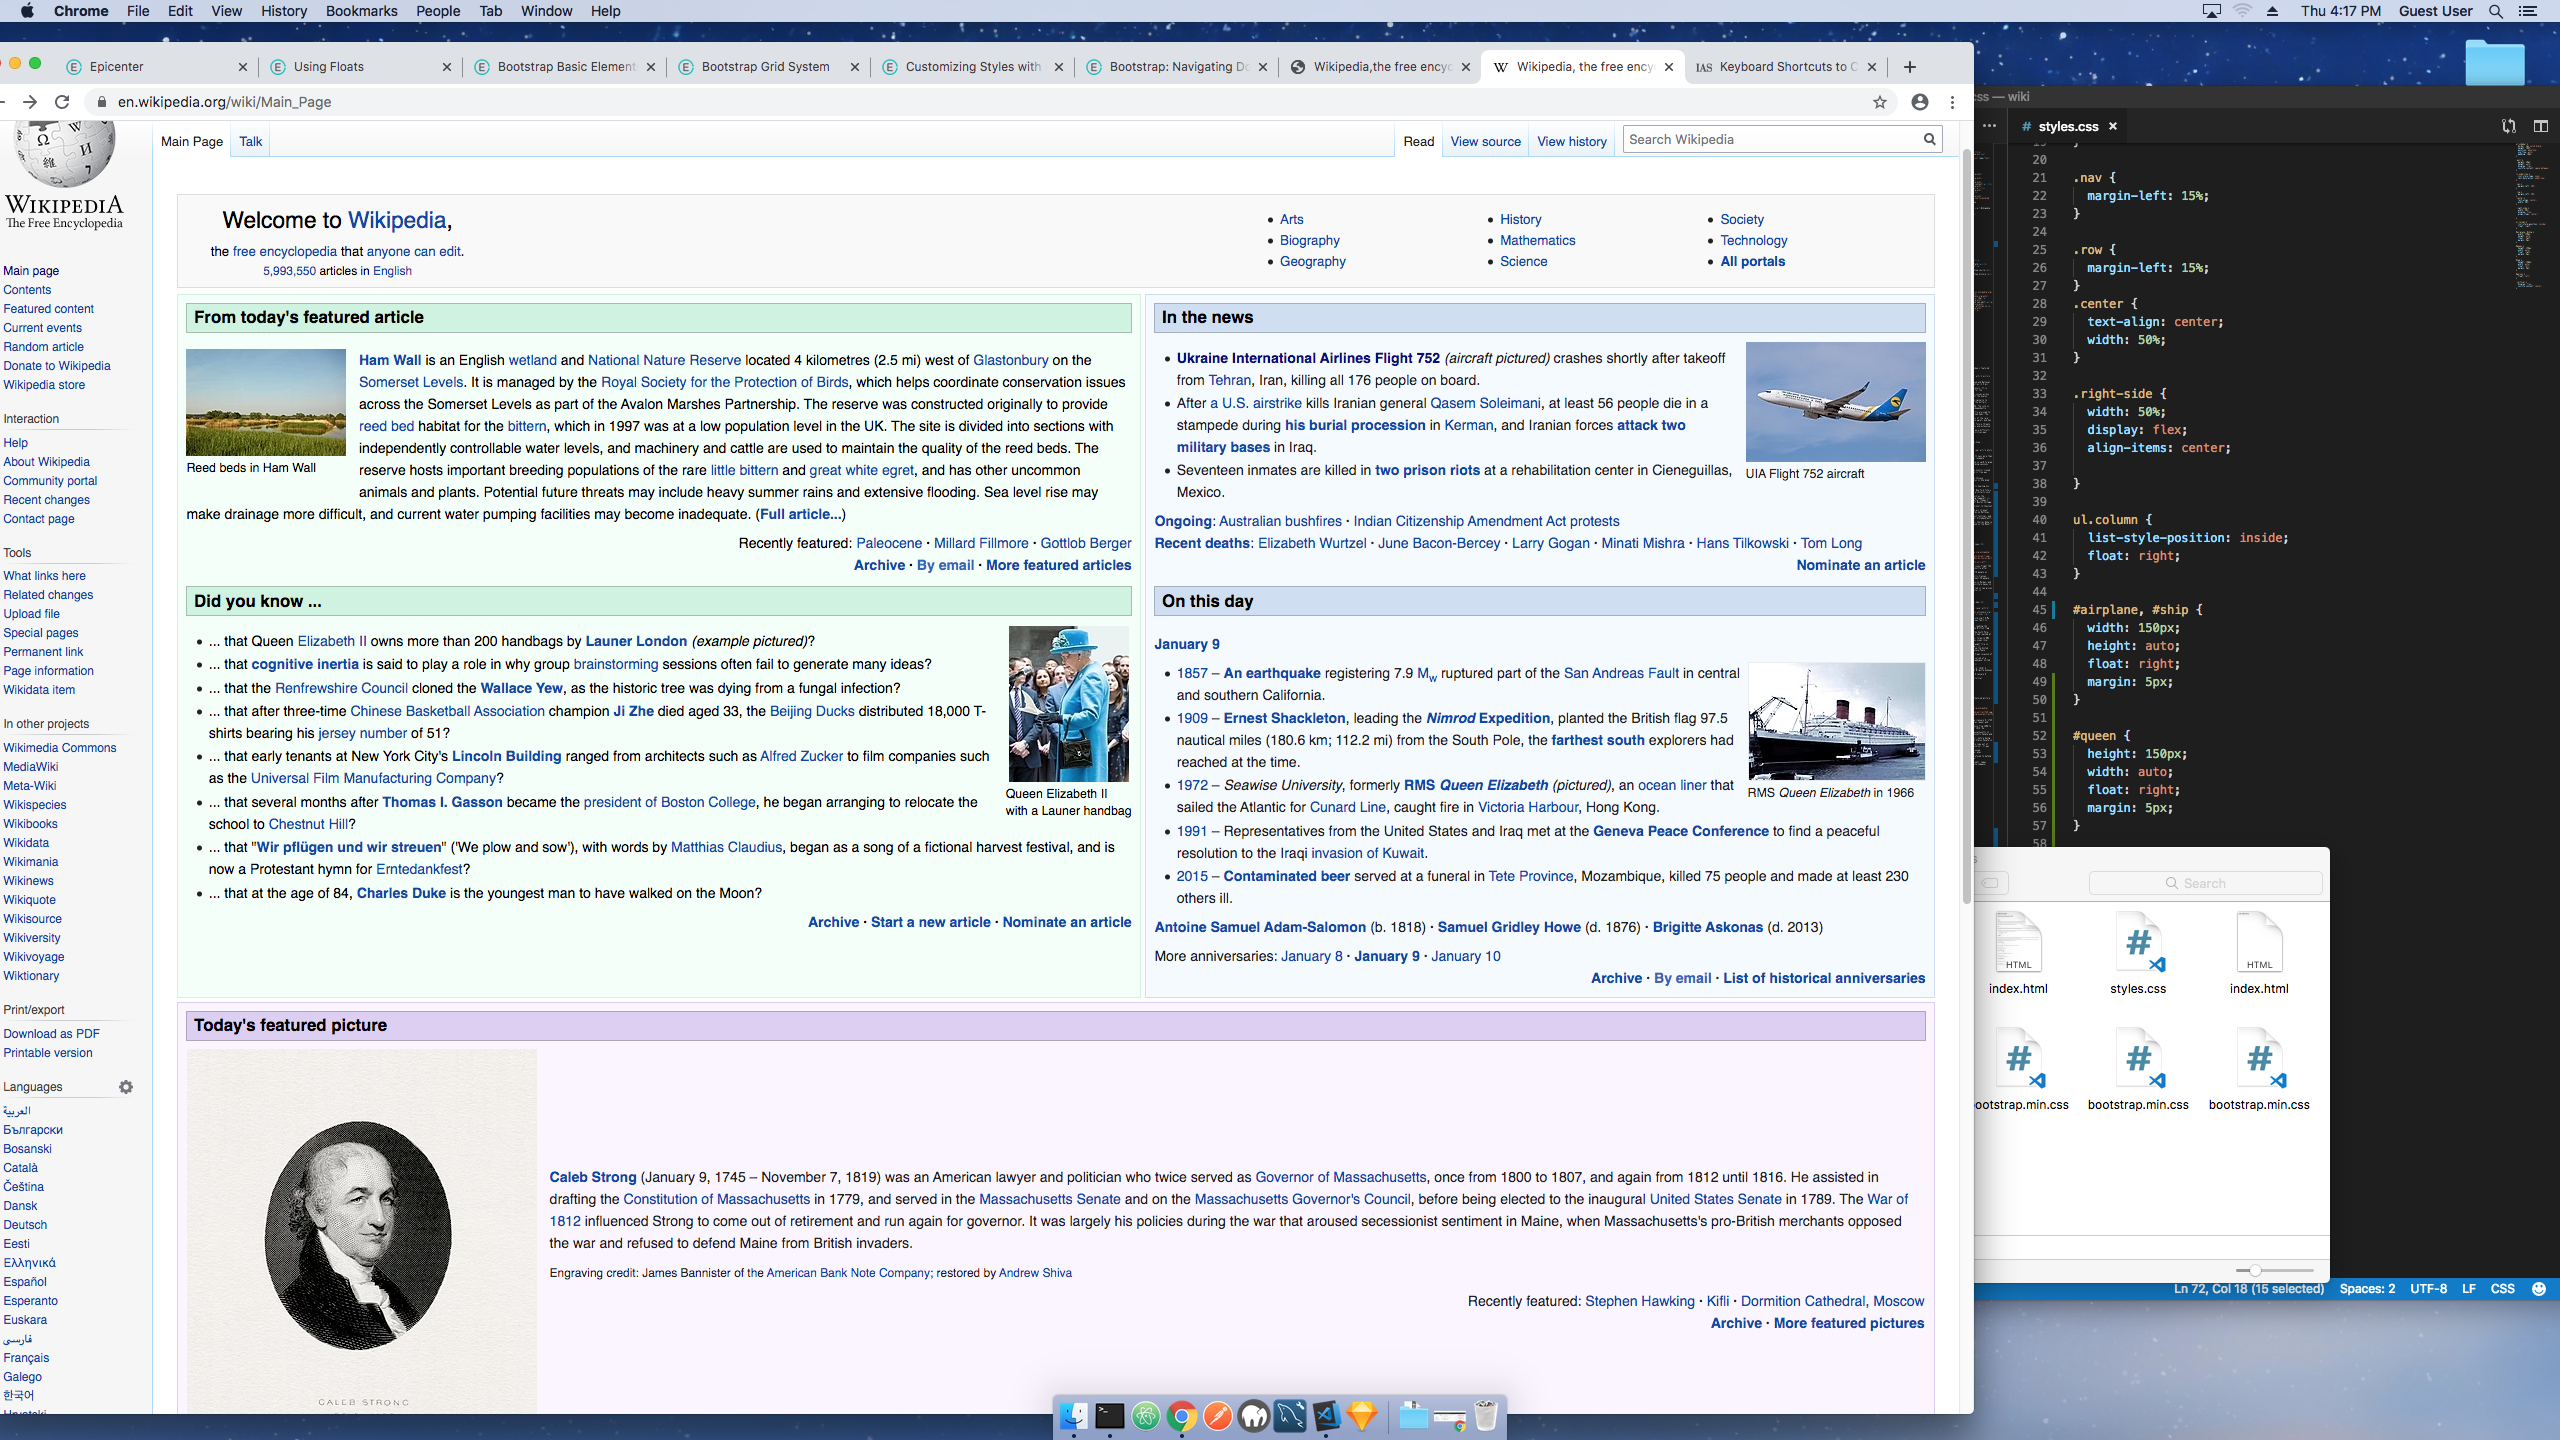 Chrome File Edit View History Bookmarks People Tab Window Help
Thu 4:17 PM Guest User
Epicenter
Using Floats
Bootstrap Basic Element
Bootstrap Grid System
Customizing Styles with
Bootstrap: Navigating Do
Wikipedia,the free ency
Wikipedia, the free ency
IAS Keyboard Shortcuts to C
en.wikipedia.org/wiki/Main_Page
WIKIPEDIA
The Free Encyclopedia
Main page
Contents
Featured content
Current events
Random article
Donate to Wikipedia
Wikipedia store
Interaction
Help
About Wikipedia
Community portal
Recent changes
Contact page
Tools
What links here
Related changes
Upload file
Special pages
Permanent link
Page information
Wikidata item
In other projects
Wikimedia Commons
MediaWiki
Meta-Wiki
Wikispecies
Wikibooks
Wikidata
Wikimania
Wikinews
Wikiquote
Wikisource
Wikiversity
Wikivoyage
Wiktionary
Print/export
Download as PDF
Printable version
Languages
العربية
Български
Bosanski
Català
Čeština
Dansk
Deutsch
Eesti
Ελληνικά
Español
Esperanto
Euskara
فارسی
Français
Galego
한국어
Main Page Talk
Read View source View history
Search Wikipedia
Welcome to Wikipedia,
the free encyclopedia that anyone can edit.
5,993,550 articles in English
Arts
Biography
Geography
History
Mathematics
Science
Society
Technology
All portals
From today's featured article
Reed beds in Ham Wall
Ham Wall is an English wetland and National Nature Reserve located 4 kilometres (2.5 mi) west of Glastonbury on the
Somerset Levels. It is managed by the Royal Society for the Protection of Birds, which helps coordinate conservation issues
across the Somerset Levels as part of the Avalon Marshes Partnership. The reserve was constructed originally to provide
reed bed habitat for the bittern, which in 1997 was at a low population level in the UK. The site is divided into sections with
independently controllable water levels, and machinery and cattle are used to maintain the quality of the reed beds. The
reserve hosts important breeding populations of the rare little bittern and great white egret, and has other uncommon
animals and plants. Potential future threats may include heavy summer rains and extensive flooding. Sea level rise may
make drainage more difficult, and current water pumping facilities may become inadequate. (Full article...)
Recently featured: Paleocene · Millard Fillmore · Gottlob Berger
Archive · By email · More featured articles
Did you know ...
... that Queen Elizabeth II owns more than 200 handbags by Launer London (example pictured)?
... that cognitive inertia is said to play a role in why group brainstorming sessions often fail to generate many ideas?
... that the Renfrewshire Council cloned the Wallace Yew, as the historic tree was dying from a fungal infection?
... that after three-time Chinese Basketball Association champion Ji Zhe died aged 33, the Beijing Ducks distributed 18,000 T-
shirts bearing his jersey number of 51?
... that early tenants at New York City's Lincoln Building ranged from architects such as Alfred Zucker to film companies such
as the Universal Film Manufacturing Company?
... that several months after Thomas I. Gasson became the president of Boston College, he began arranging to relocate the
school to Chestnut Hill?
... that "Wir pflügen und wir streuen" ('We plow and sow'), with words by Matthias Claudius, began as a song of a fictional harvest festival, and is
now a Protestant hymn for Erntedankfest?
... that at the age of 84, Charles Duke is the youngest man to have walked on the Moon?
Queen Elizabeth II
with a Launer handbag
Archive · Start a new article · Nominate an article
In the news
Ukraine International Airlines Flight 752 (aircraft pictured) crashes shortly after takeoff
from Tehran, Iran, killing all 176 people on board.
After a U.S. airstrike kills Iranian general Qasem Soleimani, at least 56 people die in a
stampede during his burial procession in Kerman, and Iranian forces attack two
military bases in Iraq.
Seventeen inmates are killed in two prison riots at a rehabilitation center in Cieneguillas,
Mexico.
UIA Flight 752 aircraft
Ongoing: Australian bushfires · Indian Citizenship Amendment Act protests
Recent deaths: Elizabeth Wurtzel · June Bacon-Bercey · Larry Gogan · Minati Mishra · Hans Tilkowski · Tom Long
Nominate an article
On this day
January 9
1857 – An earthquake registering 7.9 Mw ruptured part of the San Andreas Fault in central
and southern California.
1909 – Ernest Shackleton, leading the Nimrod Expedition, planted the British flag 97.5
nautical miles (180.6 km; 112.2 mi) from the South Pole, the farthest south explorers had
reached at the time.
1972 – Seawise University, formerly RMS Queen Elizabeth (pictured), an ocean liner that
sailed the Atlantic for Cunard Line, caught fire in Victoria Harbour, Hong Kong.
1991 – Representatives from the United States and Iraq met at the Geneva Peace Conference to find a peaceful
resolution to the Iraqi invasion of Kuwait.
2015 – Contaminated beer served at a funeral in Tete Province, Mozambique, killed 75 people and made at least 230
others ill.
RMS Queen Elizabeth in 1966
Antoine Samuel Adam-Salomon (b. 1818) · Samuel Gridley Howe (d. 1876) · Brigitte Askonas (d. 2013)
More anniversaries: January 8 · January 9 · January 10
Archive · By email · List of historical anniversaries
Today's featured picture
CALEB STRONG
Caleb Strong (January 9, 1745 – November 7, 1819) was an American lawyer and politician who twice served as Governor of Massachusetts, once from 1800 to 1807, and again from 1812 until 1816. He assisted in
drafting the Constitution of Massachusetts in 1779, and served in the Massachusetts Senate and on the Massachusetts Governor's Council, before being elected to the inaugural United States Senate in 1789. The War of
1812 influenced Strong to come out of retirement and run again for governor. It was largely his policies during the war that aroused secessionist sentiment in Maine, when Massachusetts's pro-British merchants opposed
the war and refused to defend Maine from British invaders.
Engraving credit: James Bannister of the American Bank Note Company; restored by Andrew Shiva
Recently featured: Stephen Hawking · Kifli · Dormition Cathedral, Moscow
Archive · More featured pictures
css — wiki
# styles.css
20
21 .nav {
22 margin-left: 15%;
23 }
24
25 .row {
26 margin-left: 15%;
27 }
28 .center {
29 text-align: center;
30 width: 50%;
31 }
32
33 .right-side {
34 width: 50%;
35 display: flex;
36 align-items: center;
37
38 }
39
40 ul.column {
41 list-style-position: inside;
42 float: right;
43 }
44
45 #airplane, #ship {
46 width: 150px;
47 height: auto;
48 float: right;
49 margin: 5px;
50 }
51
52 #queen {
53 height: 150px;
54 width: auto;
55 float: right;
56 margin: 5px;
57 }
58
Search
HTML HTML
index.html styles.css index.html
ootstrap.min.css bootstrap.min.css bootstrap.min.css
Ln 72, Col 18 (15 selected) Spaces: 2 UTF-8 LF CSS